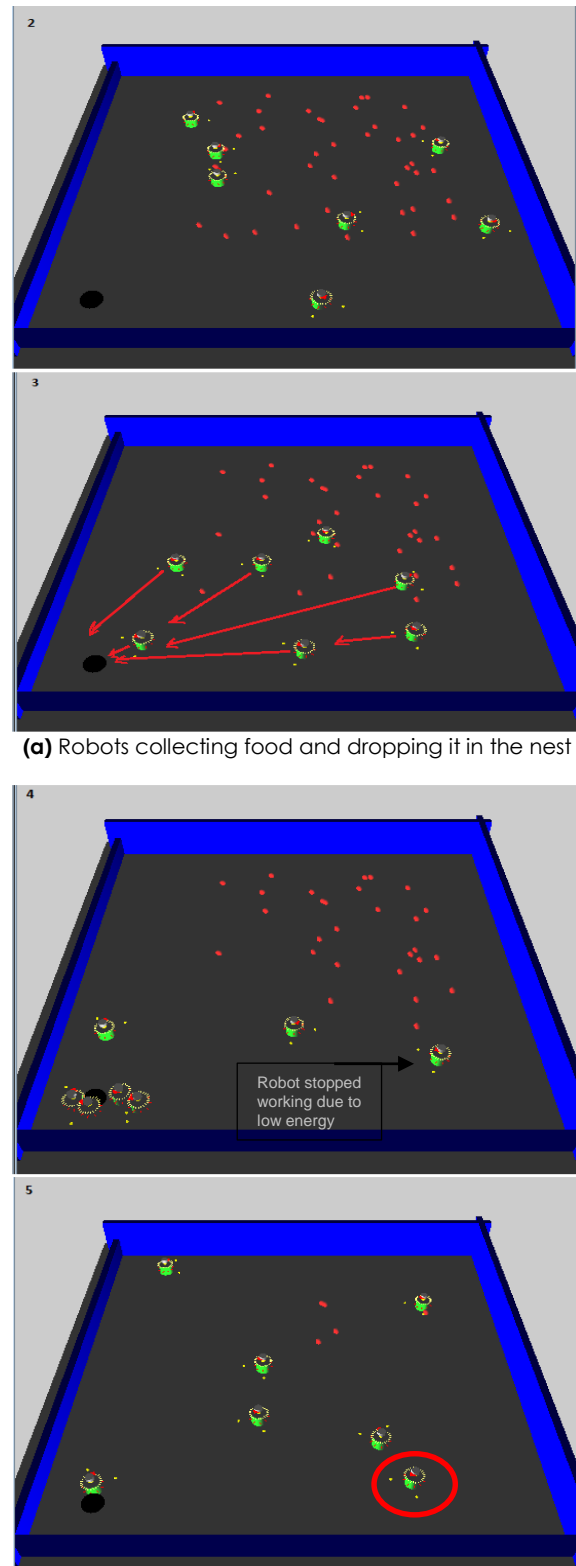 2
3
(a) Robots collecting food and dropping it in the nest
4
Robot stopped
working due to
low energy
5